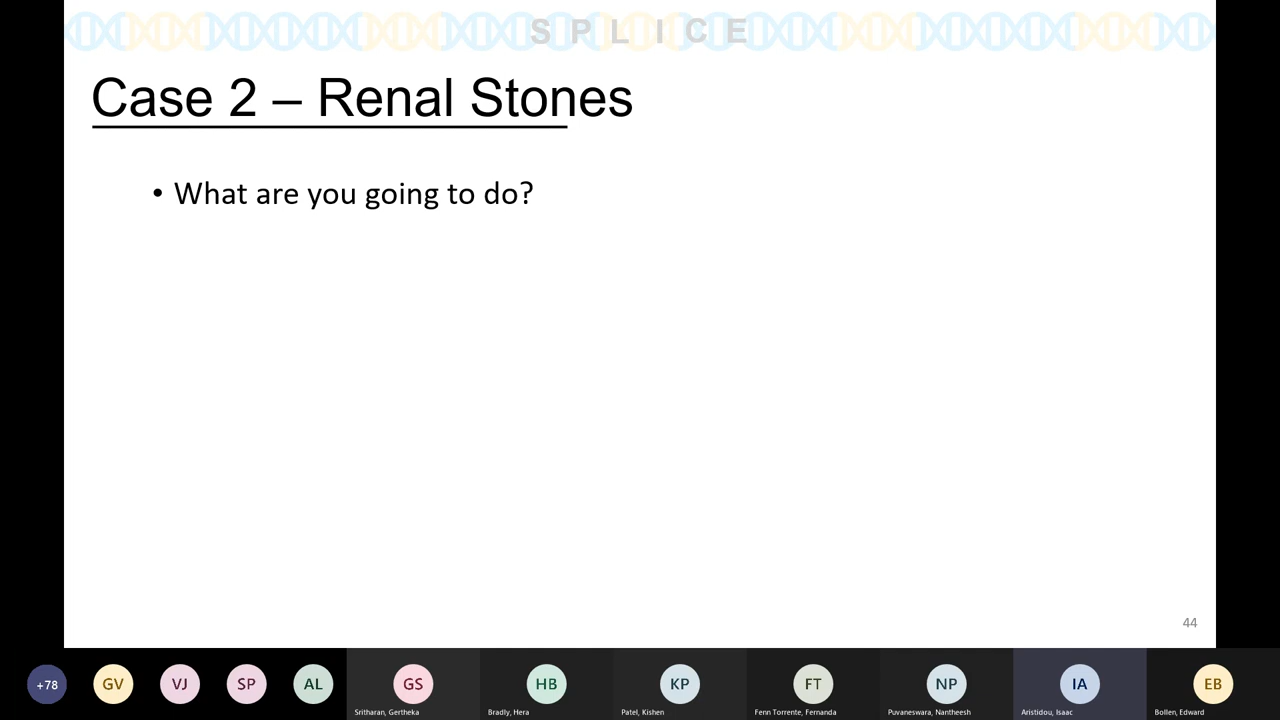 S P L I C E
Case 2 – Renal Stones
• What are you going to do?
44
+78
GV
VJ
SP
AL
GS
HB
KP
FT
NP
IA
EB
Sritharan, Gertheka
Bradly, Hera
Patel, Kishen
Fenn Torrente, Fernanda
Puvaneswara, Nantheesh
Aristidou, Isaac
Bollen, Edward